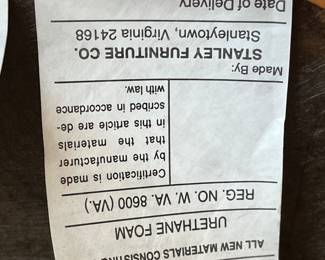 ALL NEW MATERIALS CONSISTING
URETHANE FOAM
REG. NO. W. VA. 8600 (VA.)
Certification is made
by the manufacturer
that the materials
in this article are de-
scribed in accordance
with law.
Made By:
STANLEY FURNITURE CO.
Stanleytown, Virginia 24168
Date of Delivery